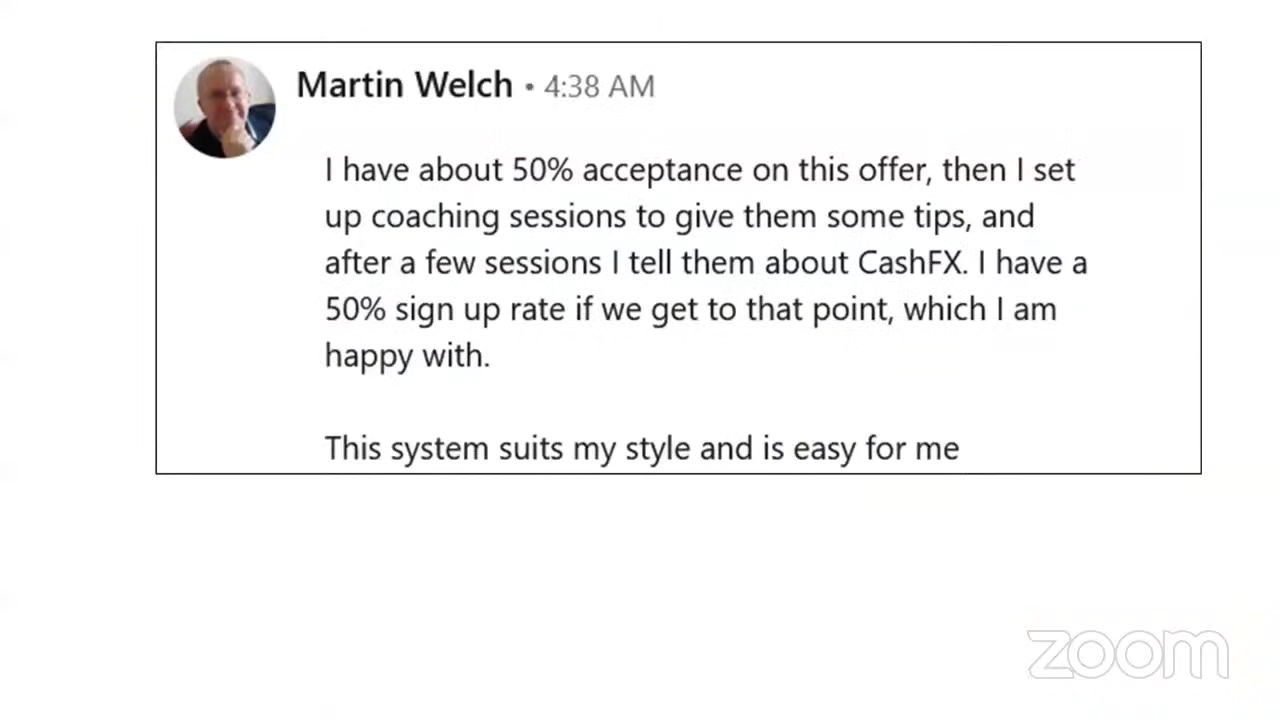 Martin Welch • 4:38 AM
I have about 50% acceptance on this offer, then I set
up coaching sessions to give them some tips, and
after a few sessions I tell them about CashFX. I have a
50% sign up rate if we get to that point, which I am
happy with.
This system suits my style and is easy for me
zoom